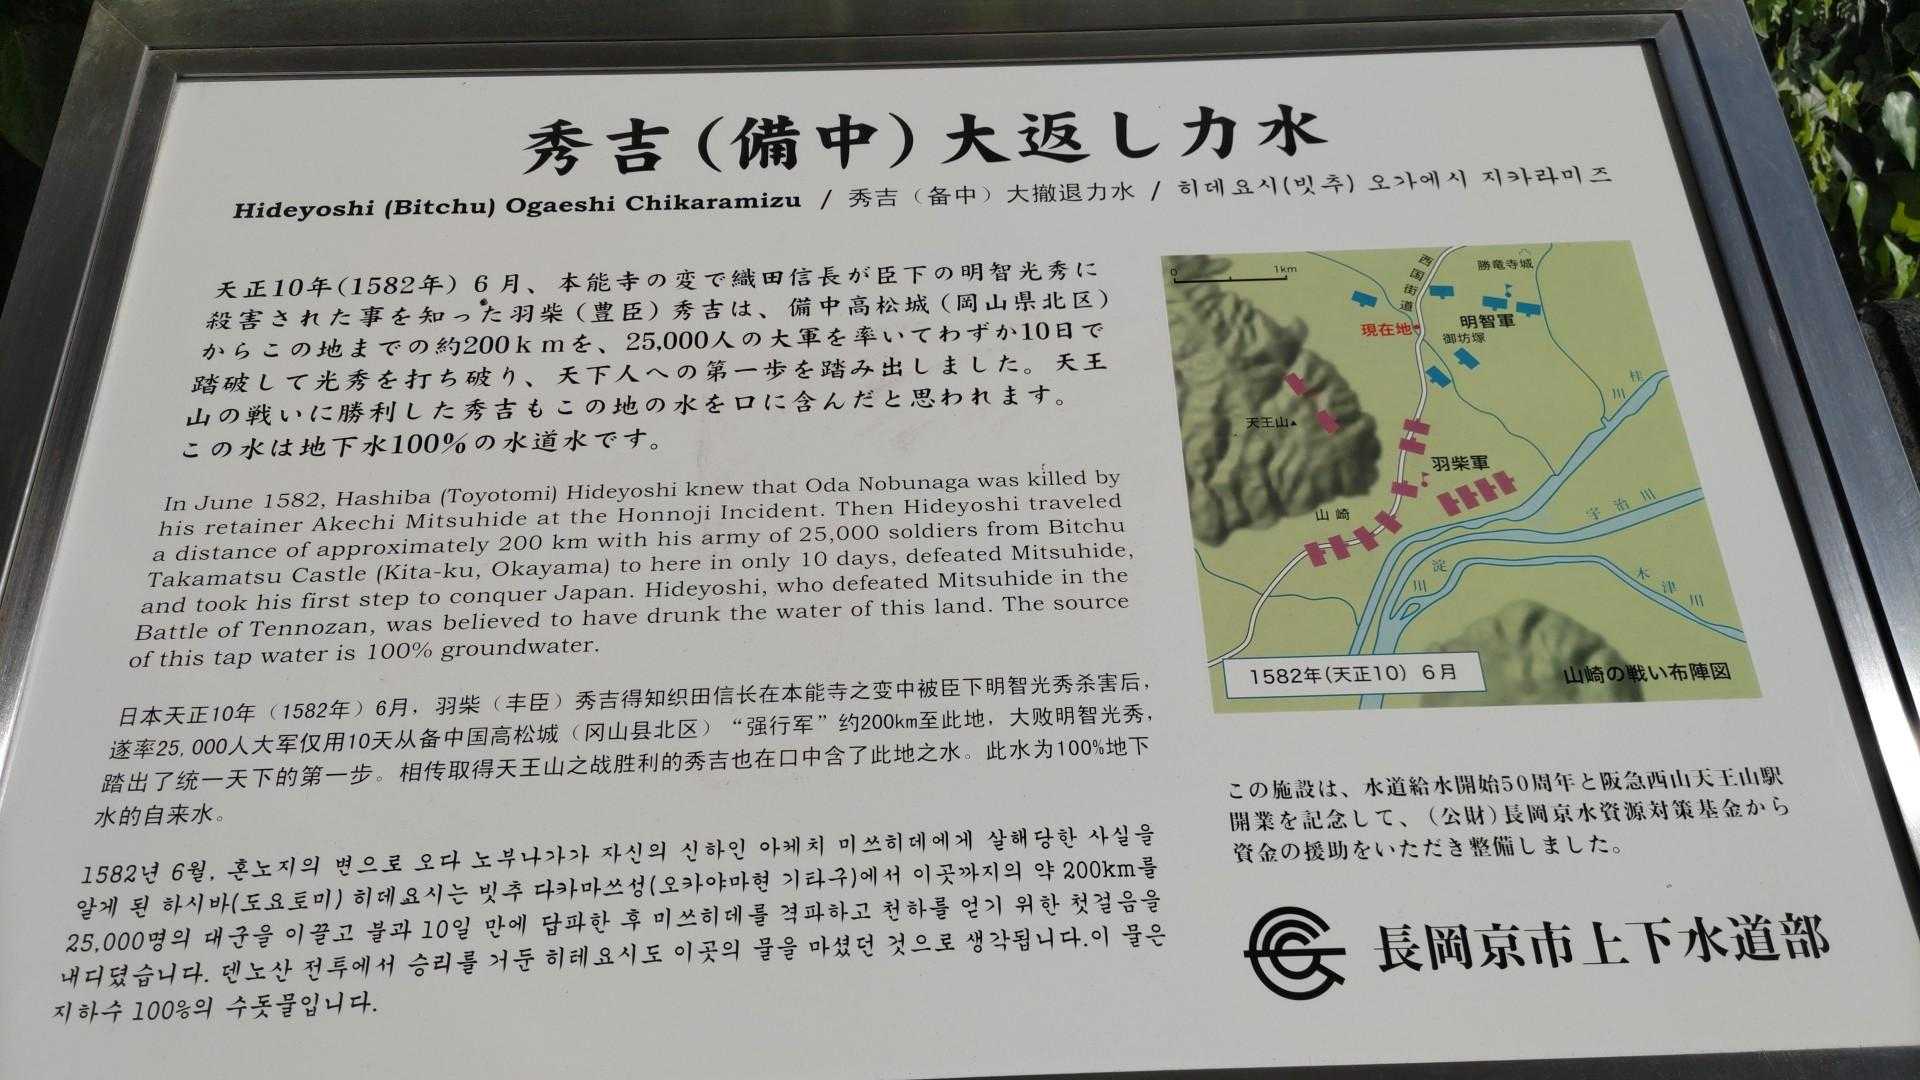 秀吉(備中)大返し力水
Hideyoshi (Bitchu) Ogaeshi Chikaramizu / 秀吉（备中）大撤退力水 / 히데요시(빗추) 오가에시 지카라미즈
天正10年(1582年) 6月、本能寺の変で織田信長が臣下の明智光秀に
殺害された事を知った羽柴(豊臣)秀吉は、備中高松城(岡山県北区)
からこの地までの約200kmを、25,000人の大軍を率いてわずか10日で
踏破して光秀を打ち破り、天下人への第一歩を踏み出しました。天王
山の戦いに勝利した秀吉もこの地の水を口に含んだと思われます。
この水は地下水100%の水道水です。
In June 1582, Hashiba (Toyotomi) Hideyoshi knew that Oda Nobunaga was killed by
his retainer Akechi Mitsuhide at the Honnoji Incident. Then Hideyoshi traveled
a distance of approximately 200 km with his army of 25,000 soldiers from Bitchu
Takamatsu Castle (Kita-ku, Okayama) to here in only 10 days, defeated Mitsuhide,
and took his first step to conquer Japan. Hideyoshi, who defeated Mitsuhide in the
Battle of Tennozan, was believed to have drunk the water of this land. The source
of this tap water is 100% groundwater.
日本天正10年（1582年）6月，羽柴（丰臣）秀吉得知织田信长在本能寺之变中被臣下明智光秀杀害后，
遂率25,000人大军仅用10天从备中国高松城（冈山县北区）“强行军”约200km至此地，大败明智光秀，
踏出了统一天下的第一步。相传取得天王山之战胜利的秀吉也在口中含了此地之水。此水为100%地下
水的自来水。
1582년 6월, 혼노지의 변으로 오다 노부나가가 자신의 신하인 아케치 미쓰히데에게 살해당한 사실을
알게 된 하시바(도요토미) 히데요시는 빗추 다카마쓰성(오카야마현 기타구)에서 이곳까지의 약 200km를
25,000명의 대군을 이끌고 불과 10일 만에 답파한 후 미쓰히데를 격파하고 천하를 얻기 위한 첫걸음을
내디뎠습니다. 덴노산 전투에서 승리를 거둔 히데요시도 이곳의 물을 마셨던 것으로 생각됩니다.이 물은
지하수 100%의 수돗물입니다.
0 1km
西国街道
勝竜寺城
現在地
明智軍
御坊塚
桂川
天王山▲
羽柴軍
山崎
宇治川
淀川
木津川
1582年(天正10) 6月
山崎の戦い布陣図
この施設は、水道給水開始50周年と阪急西山天王山駅
開業を記念して、(公財)長岡京水資源対策基金から
資金の援助をいただき整備しました。
長岡京市上下水道部